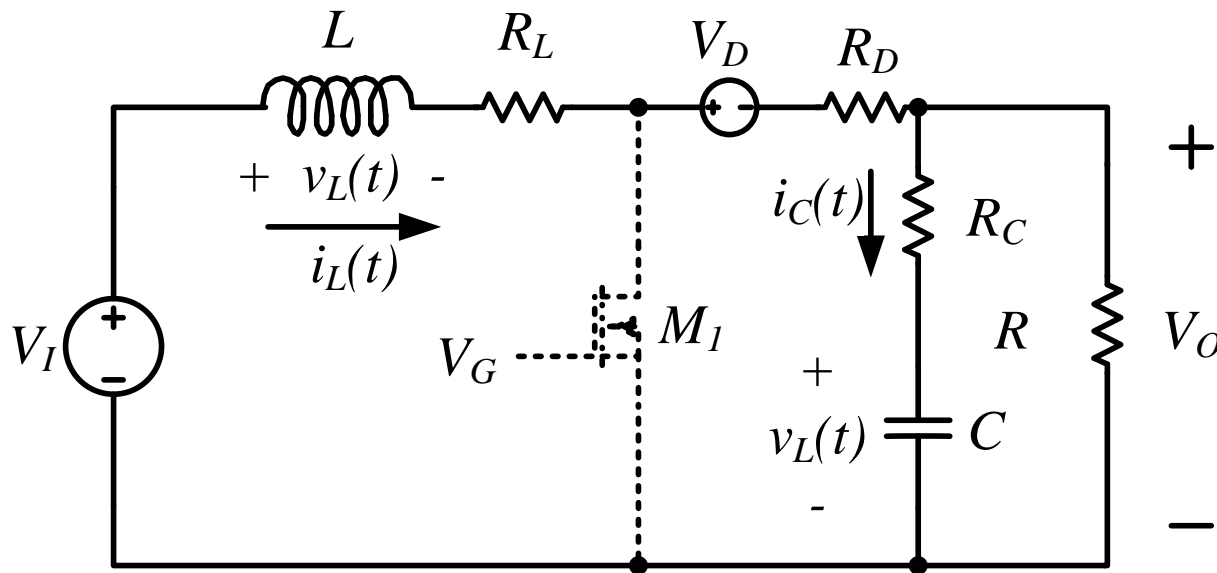 L
R_L
V_D
R_D
+ v_L(t) -
i_L(t)
i_C(t)
R_C
+
V_I
+
−
V_G
M_1
R
V_O
+
v_L(t)
-
C
−
+ -